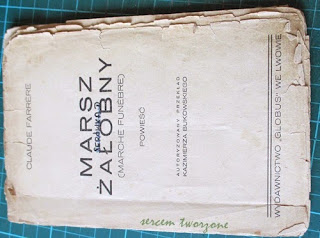 CLAUDE FARRERE
MARSZ
ŻAŁOBNY
(MARCHE FUNÈBRE)
POWIEŚĆ
AUTORYZOWANY PRZEKŁAD
KAZIMIERZA BUKOWSKIEGO
WYDAWNICTWO „GLOBUS” WE LWOWIE
sercem tworzone